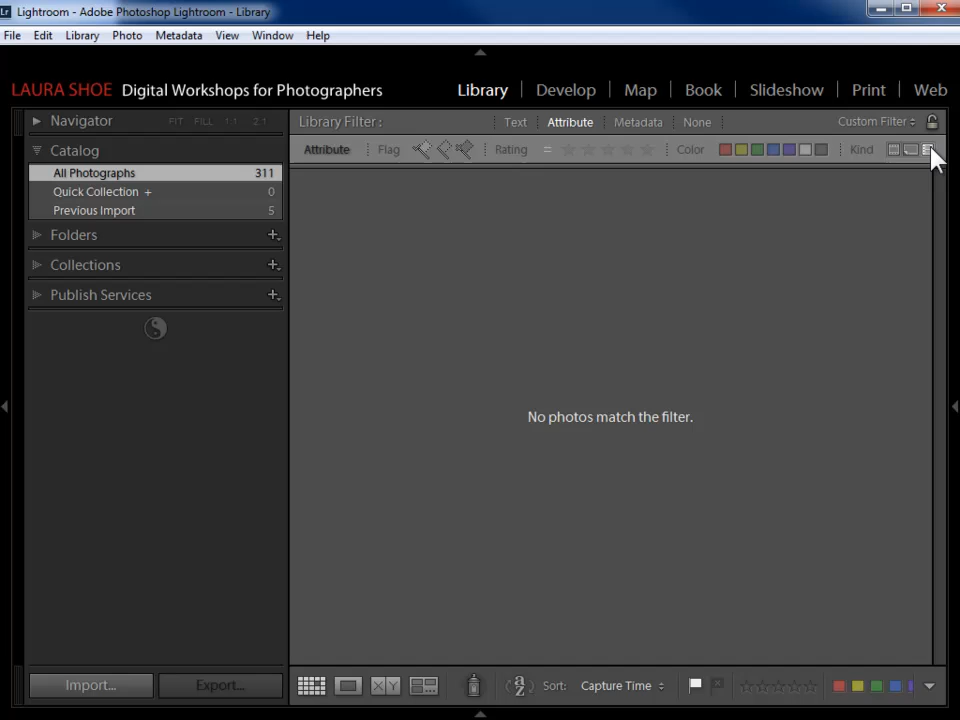 Lightroom - Adobe Photoshop Lightroom - Library
File Edit Library Photo Metadata View Window Help
LAURA SHOE Digital Workshops for Photographers
Library Develop Map Book Slideshow Print Web
Navigator FIT FILL 1:1 2:1
Library Filter : Text Attribute Metadata None Custom Filter
Catalog
Attribute Flag Rating = Color Kind
All Photographs 311
Quick Collection + 0
Previous Import 5
Folders +
Collections +
Publish Services +
No photos match the filter.
Import... Export...
X Y
a z
Sort: Capture Time